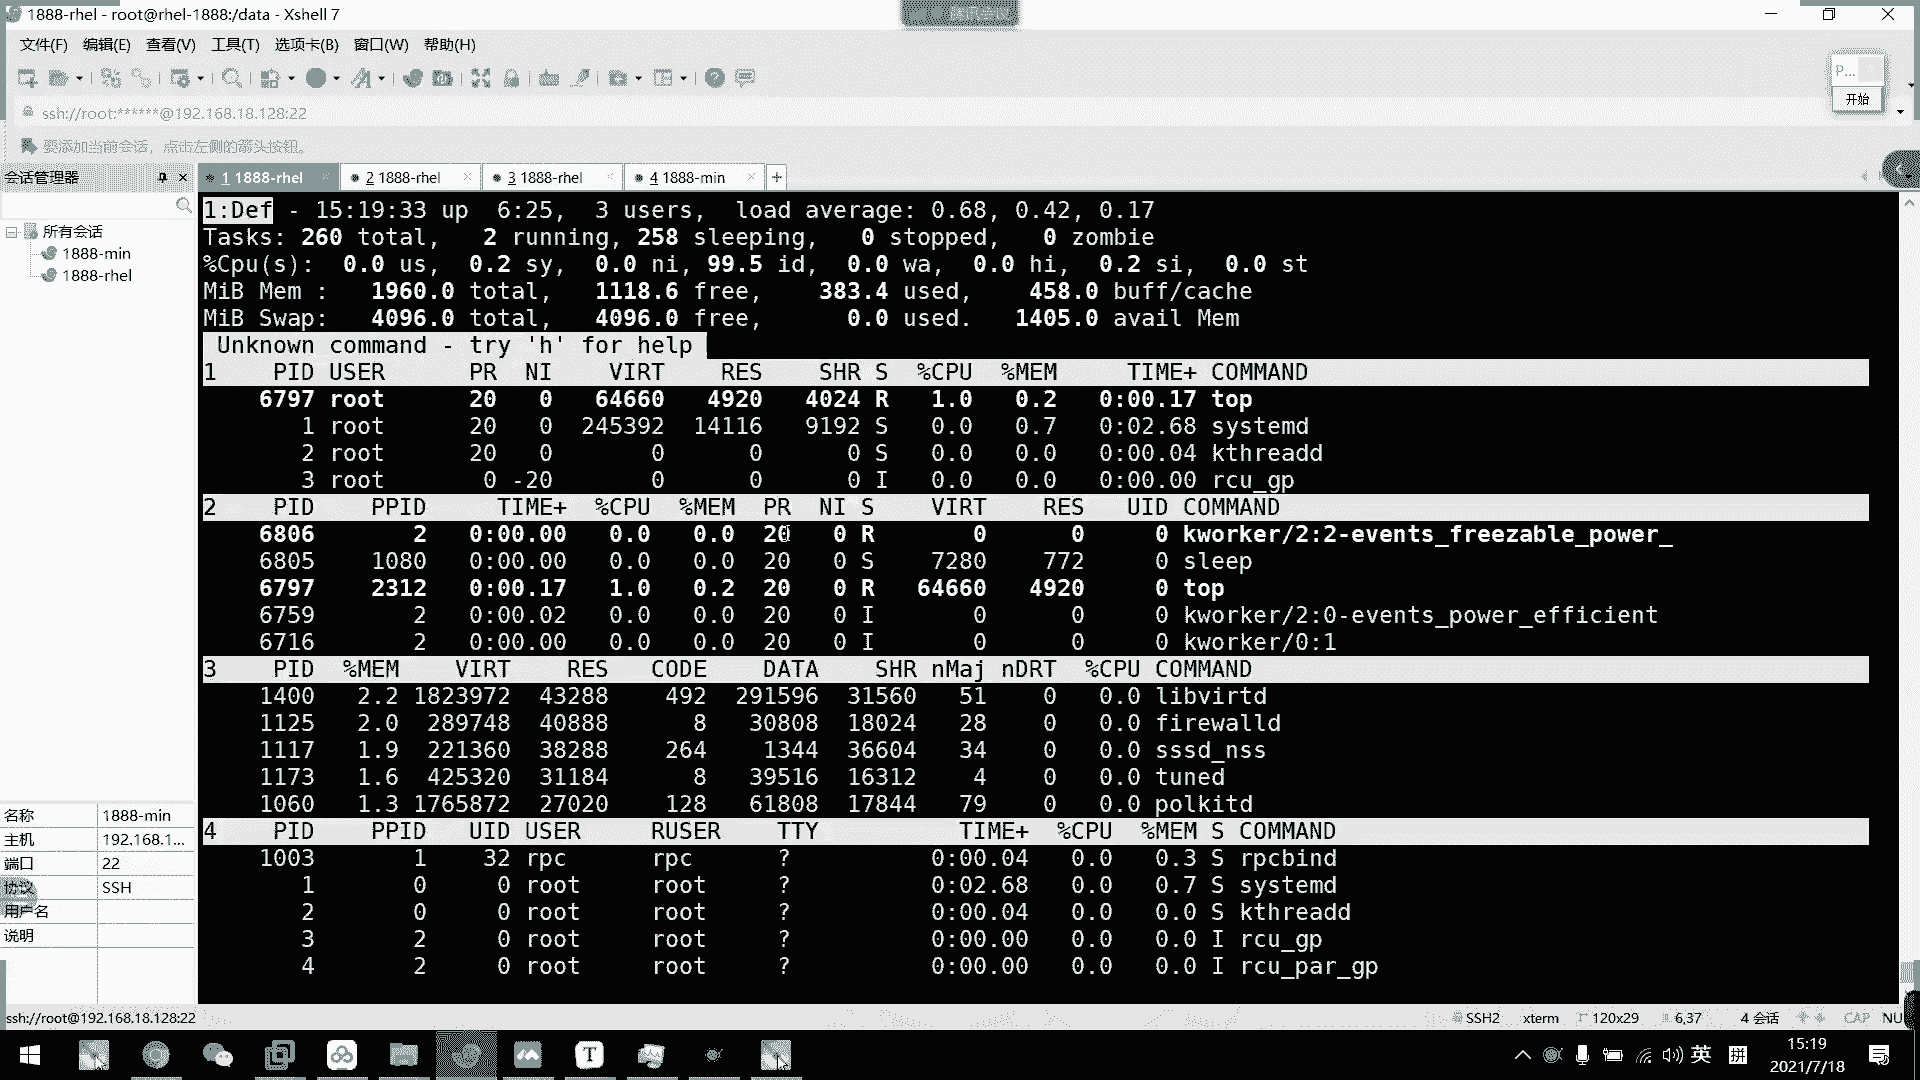 1888-rhel - root@rhel-1888:/data - Xshell 7
腾讯会议
文件(F) 编辑(E) 查看(V) 工具(T) 选项卡(B) 窗口(W) 帮助(H)
P...
开始
ssh://root:******@192.168.18.128:22
要添加当前会话，点击左侧的箭头按钮。
会话管理器
1 1888-rhel
2 1888-rhel
3 1888-rhel
4 1888-min
所有会话
1888-min
1888-rhel
1:Def - 15:19:33 up  6:25,  3 users,  load average: 0.68, 0.42, 0.17
Tasks: 260 total,   2 running, 258 sleeping,   0 stopped,   0 zombie
%Cpu(s):  0.0 us,  0.2 sy,  0.0 ni, 99.5 id,  0.0 wa,  0.0 hi,  0.2 si,  0.0 st
MiB Mem :   1960.0 total,   1118.6 free,    383.4 used,    458.0 buff/cache
MiB Swap:   4096.0 total,   4096.0 free,      0.0 used.   1405.0 avail Mem
Unknown command - try 'h' for help
1    PID USER      PR  NI    VIRT    RES    SHR S  %CPU  %MEM     TIME+ COMMAND
6797 root      20   0   64660   4920   4024 R   1.0   0.2   0:00.17 top
1 root      20   0  245392  14116   9192 S   0.0   0.7   0:02.68 systemd
2 root      20   0       0      0      0 S   0.0   0.0   0:00.04 kthreadd
3 root       0 -20       0      0      0 I   0.0   0.0   0:00.00 rcu_gp
2    PID    PPID     TIME+  %CPU  %MEM  PR  NI S    VIRT    RES   UID COMMAND
6806       2   0:00.00   0.0   0.0  20   0 R       0      0     0 kworker/2:2-events_freezable_power_
6805    1080   0:00.00   0.0   0.0  20   0 S    7280    772     0 sleep
6797    2312   0:00.17   1.0   0.2  20   0 R   64660   4920     0 top
6759       2   0:00.02   0.0   0.0  20   0 I       0      0     0 kworker/2:0-events_power_efficient
6716       2   0:00.00   0.0   0.0  20   0 I       0      0     0 kworker/0:1
3    PID  %MEM    VIRT    RES   CODE    DATA    SHR nMaj nDRT  %CPU COMMAND
1400   2.2 1823972  43288    492  291596  31560   51    0   0.0 libvirtd
1125   2.0  289748  40888      8   30808  18024   28    0   0.0 firewalld
1117   1.9  221360  38288    264    1344  36604   34    0   0.0 sssd_nss
1173   1.6  425320  31184      8   39516  16312    4    0   0.0 tuned
1060   1.3 1765872  27020    128   61808  17844   79    0   0.0 polkitd
4    PID    PPID   UID USER     RUSER    TTY          TIME+  %CPU  %MEM S COMMAND
1003       1    32 rpc      rpc      ?          0:00.04   0.0   0.3 S rpcbind
1       0     0 root     root     ?          0:02.68   0.0   0.7 S systemd
2       0     0 root     root     ?          0:00.04   0.0   0.0 S kthreadd
3       2     0 root     root     ?          0:00.00   0.0   0.0 I rcu_gp
4       2     0 root     root     ?          0:00.00   0.0   0.0 I rcu_par_gp
名称 1888-min
主机 192.168.1...
端口 22
协议 SSH
用户名
说明
ssh://root@192.168.18.128:22
SSH2 xterm 120x29 6,37 4 会话 CAP NU
英 拼
15:19
2021/7/18